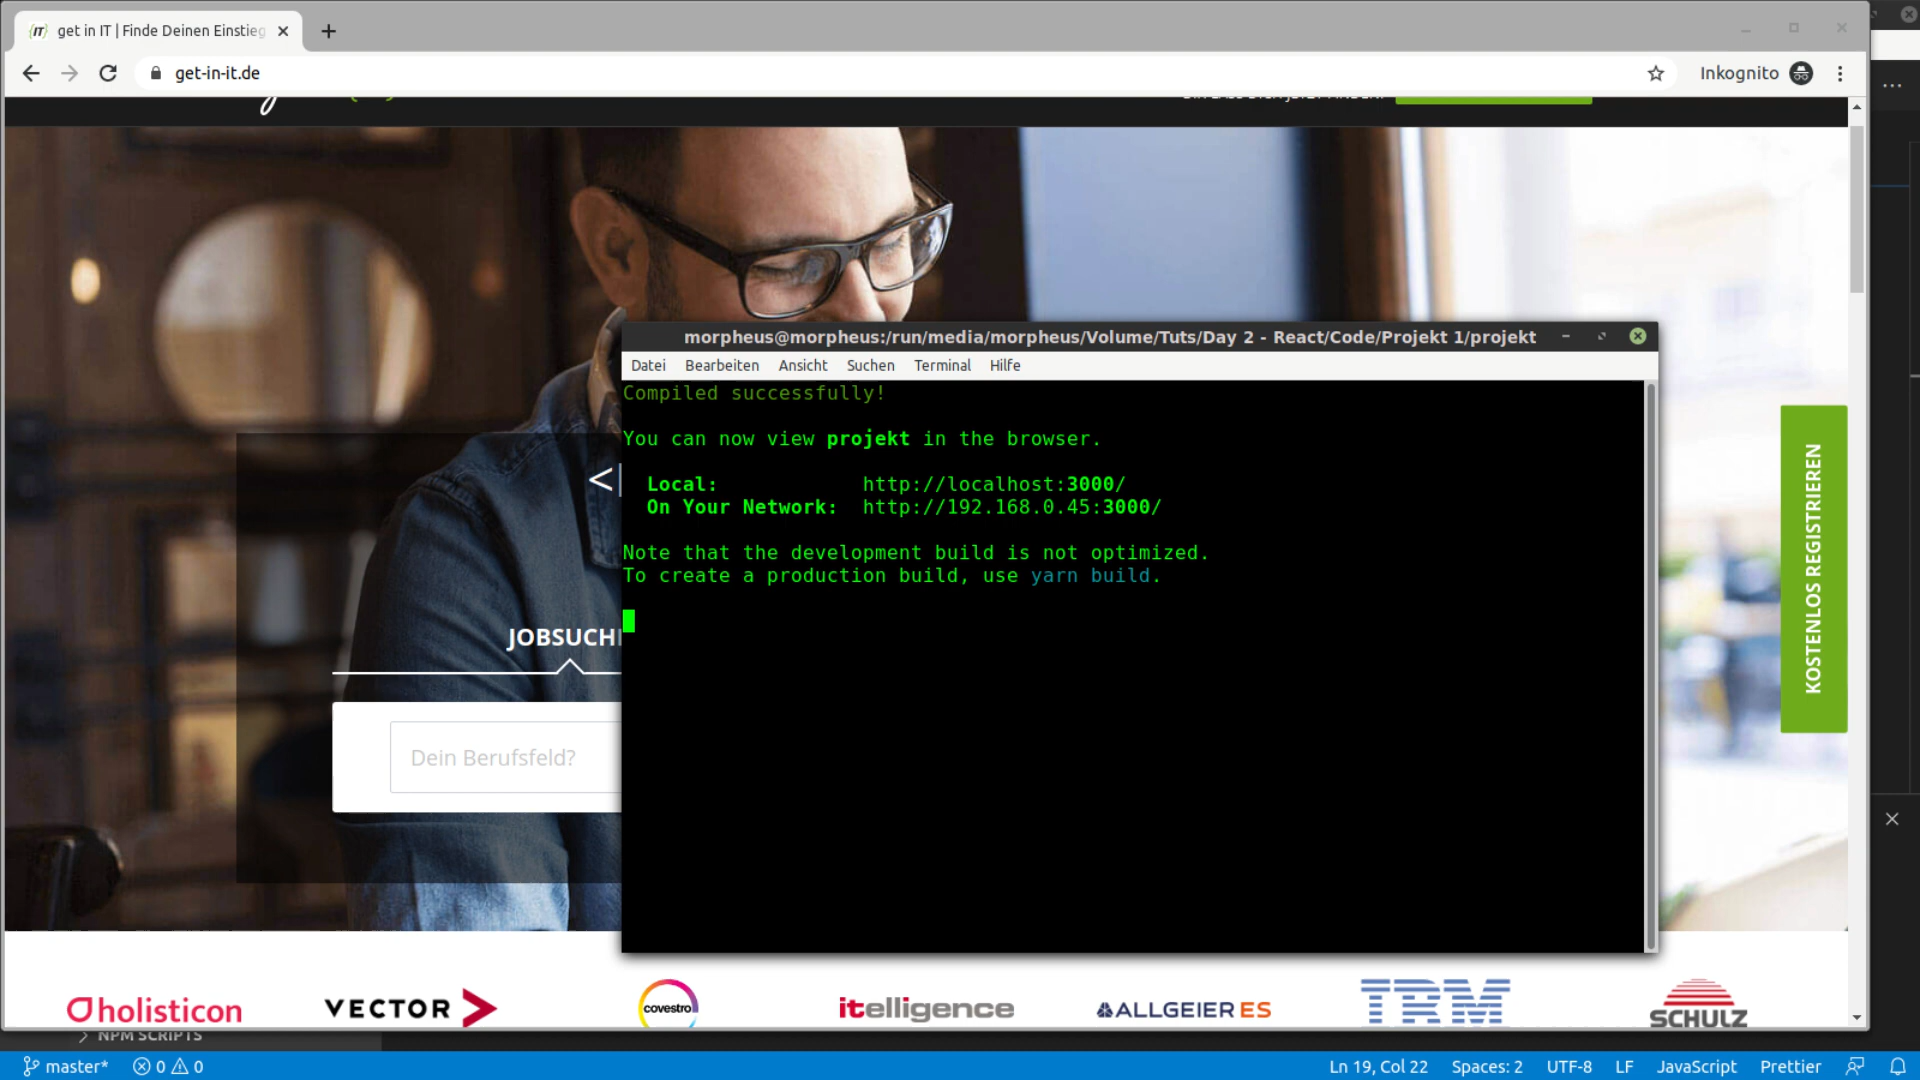 get in IT | Finde Deinen Einstieg
get-in-it.de
Inkognito
morpheus@morpheus:/run/media/morpheus/Volume/Tuts/Day 2 - React/Code/Projekt 1/projekt
Datei Bearbeiten Ansicht Suchen Terminal Hilfe
Compiled successfully!
You can now view projekt in the browser.
Local: http://localhost:3000/
On Your Network: http://192.168.0.45:3000/
Note that the development build is not optimized.
To create a production build, use yarn build.
<
JOBSUCH
Dein Berufsfeld?
KOSTENLOS REGISTRIEREN
holisticon
VECTOR
covestro
itelligence
ALLGEIER ES
SCHULZ
NPM SCRIPTS
master* 0 0
Ln 19, Col 22 Spaces: 2 UTF-8 LF JavaScript Prettier